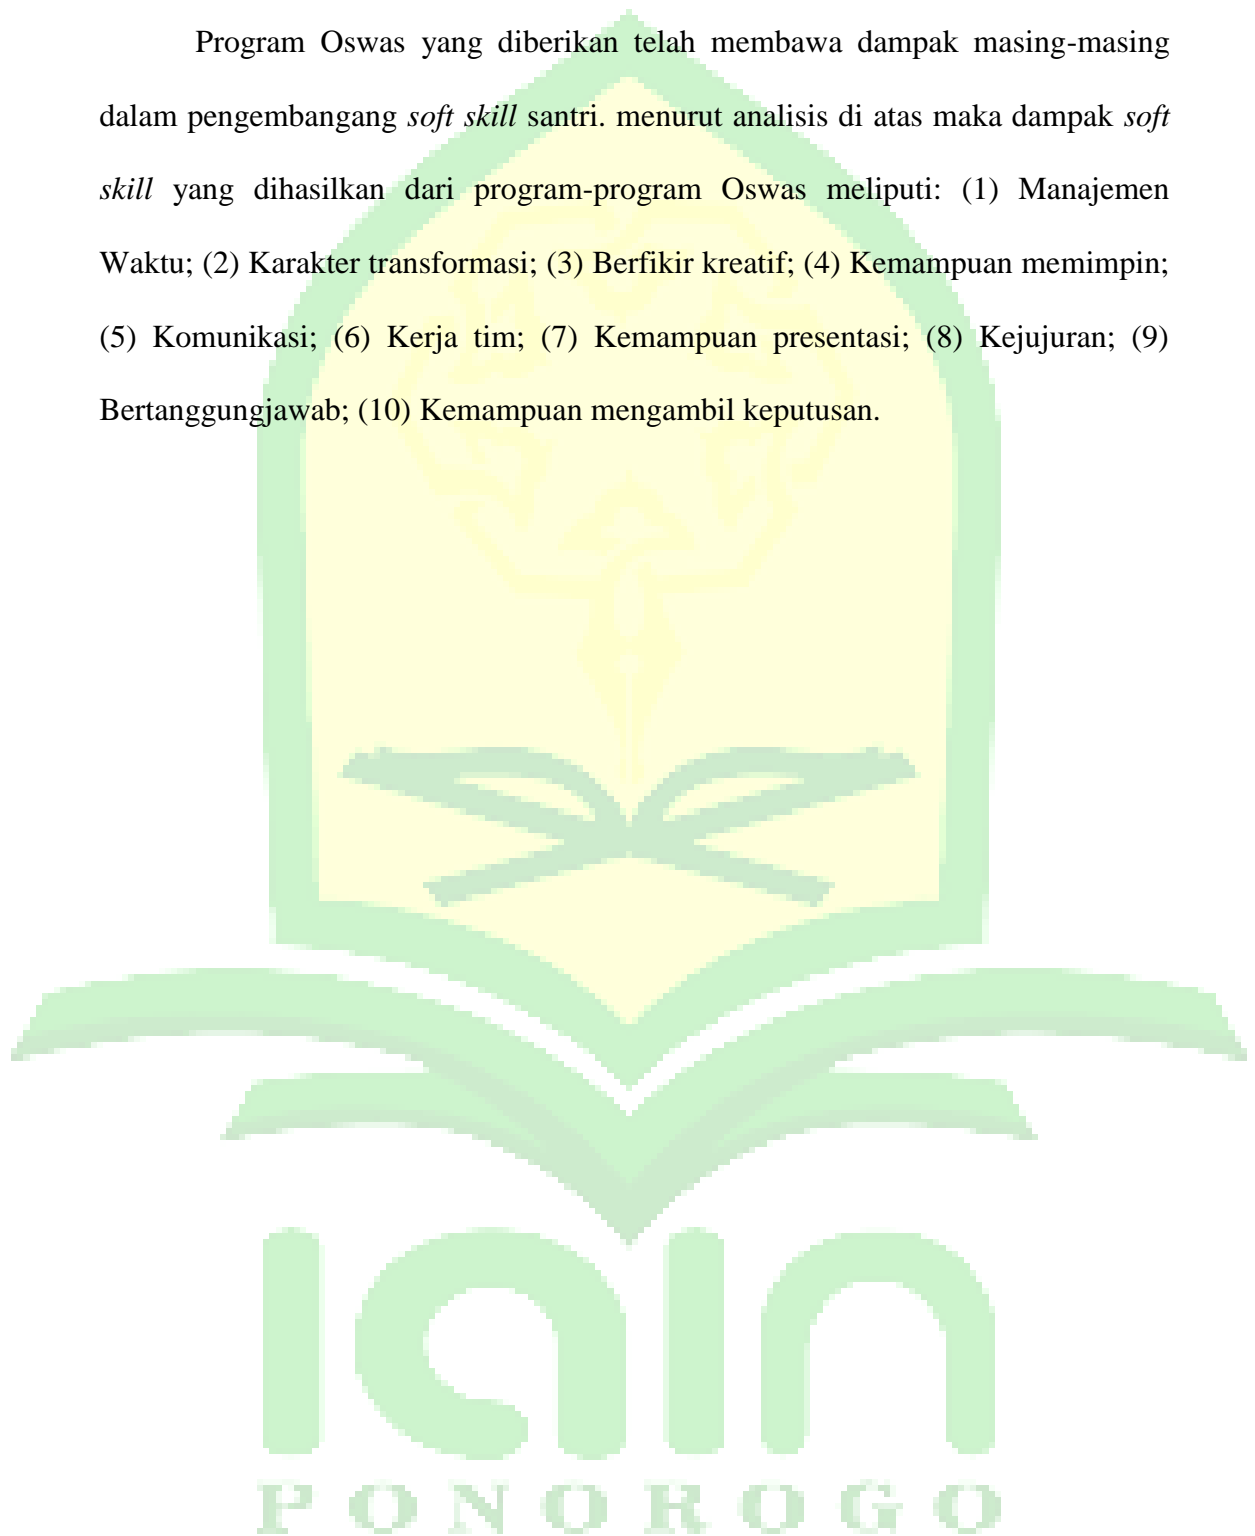 Program Oswas yang diberikan telah membawa dampak masing-masing
dalam pengembangang soft skill santri. menurut analisis di atas maka dampak soft
skill yang dihasilkan dari program-program Oswas meliputi: (1) Manajemen
Waktu; (2) Karakter transformasi; (3) Berfikir kreatif; (4) Kemampuan memimpin;
(5) Komunikasi; (6) Kerja tim; (7) Kemampuan presentasi; (8) Kejujuran; (9)
Bertanggungjawab; (10) Kemampuan mengambil keputusan.
iain
PONOROGO